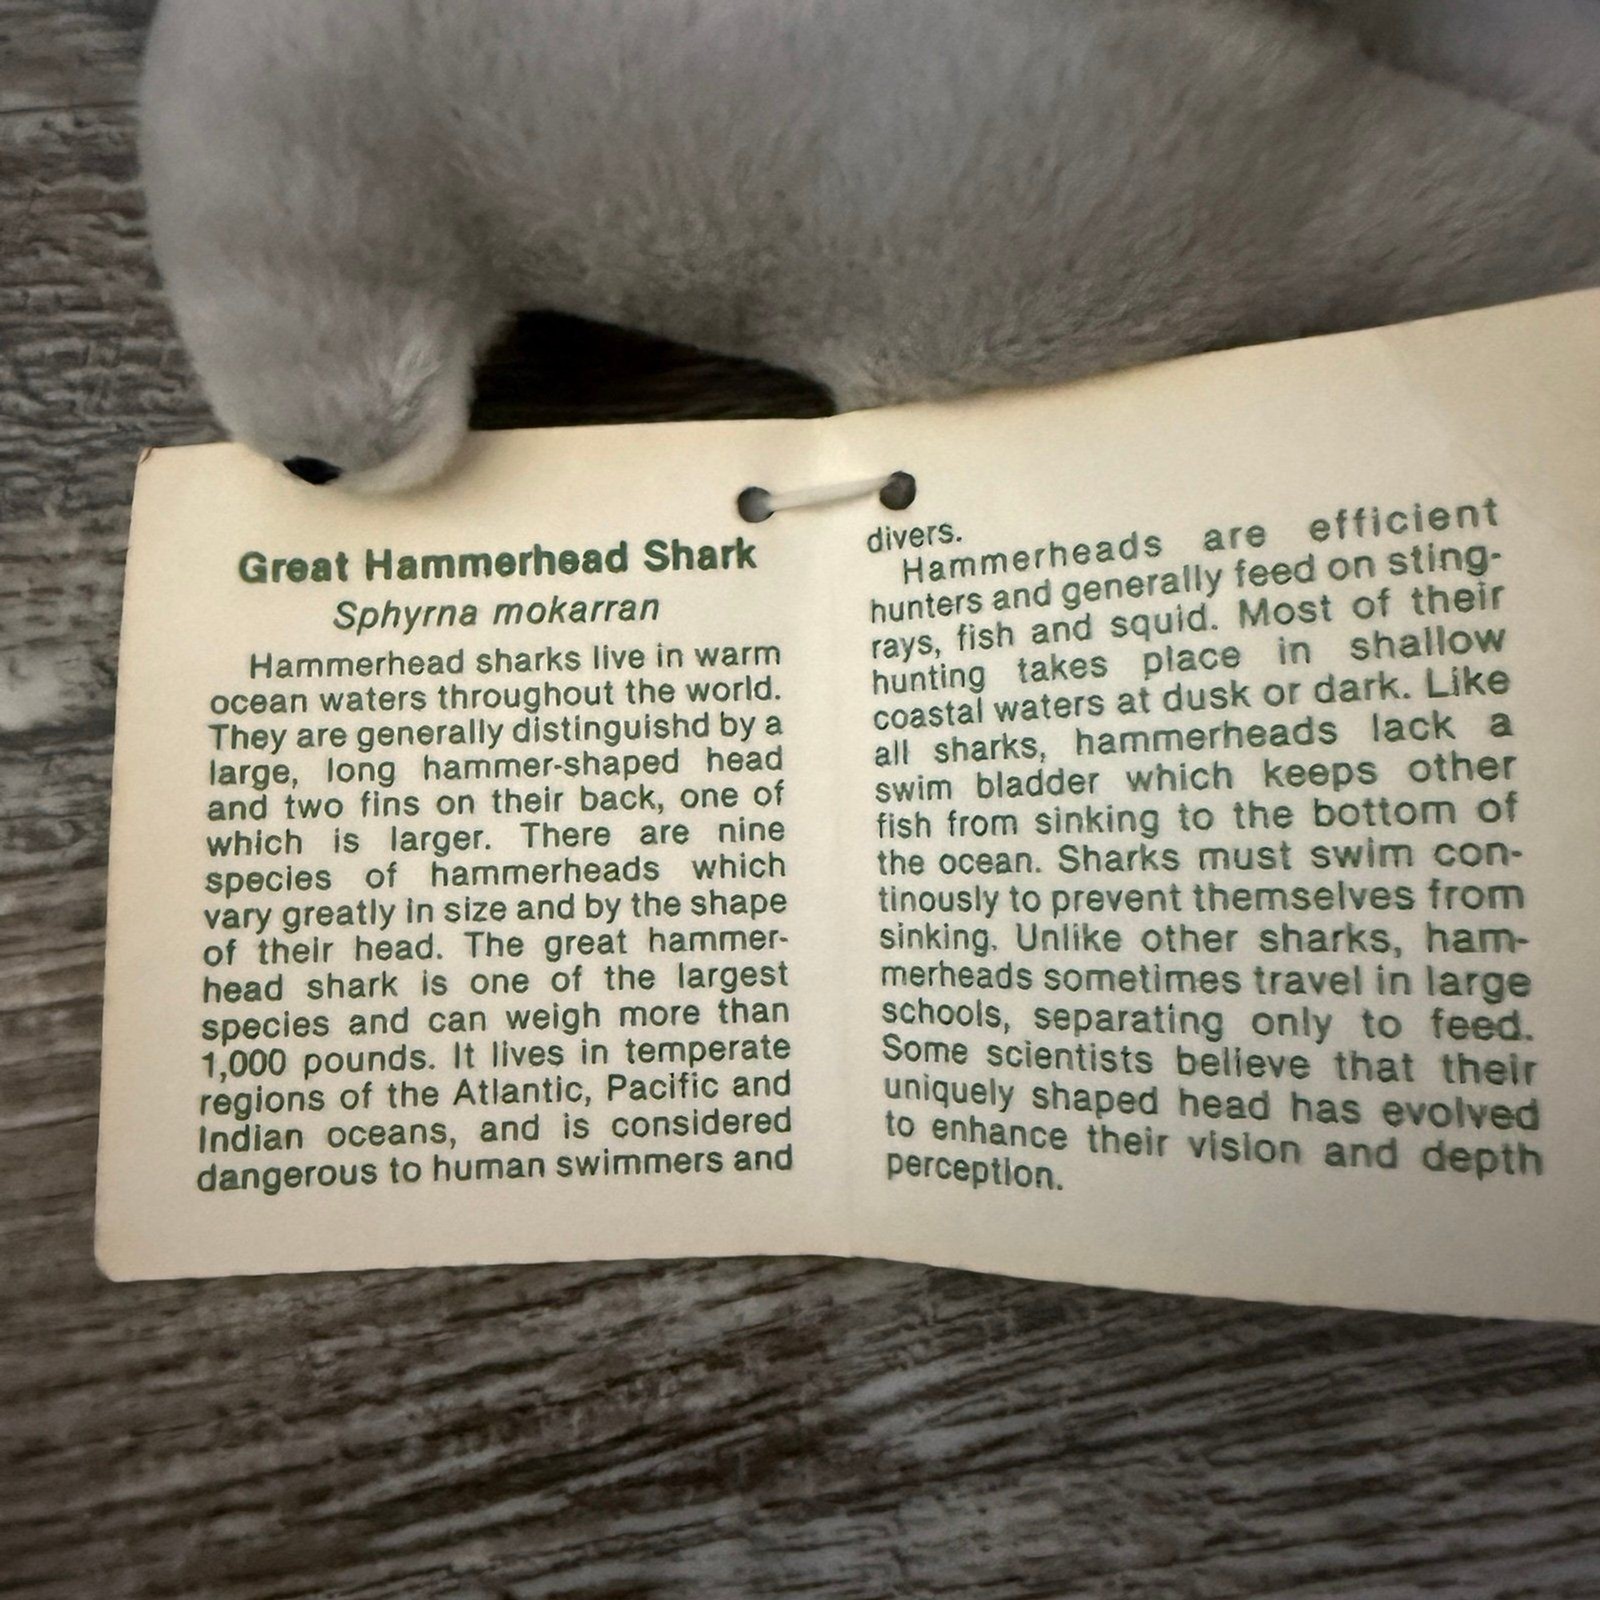 Great Hammerhead Shark
Sphyrna mokarran
Hammerhead sharks live in warm
ocean waters throughout the world.
They are generally distinguishd by a
large, long hammer-shaped head
and two fins on their back, one of
which is larger. There are nine
species of hammerheads which
vary greatly in size and by the shape
of their head. The great hammer-
head shark is one of the largest
species and can weigh more than
1,000 pounds. It lives in temperate
regions of the Atlantic, Pacific and
Indian oceans, and is considered
dangerous to human swimmers and
divers.
Hammerheads are efficient
hunters and generally feed on sting-
rays, fish and squid. Most of their
hunting takes place in shallow
coastal waters at dusk or dark. Like
all sharks, hammerheads lack a
swim bladder which keeps other
fish from sinking to the bottom of
the ocean. Sharks must swim con-
tinously to prevent themselves from
sinking. Unlike other sharks, ham-
merheads sometimes travel in large
schools, separating only to feed.
Some scientists believe that their
uniquely shaped head has evolved
to enhance their vision and depth
perception.